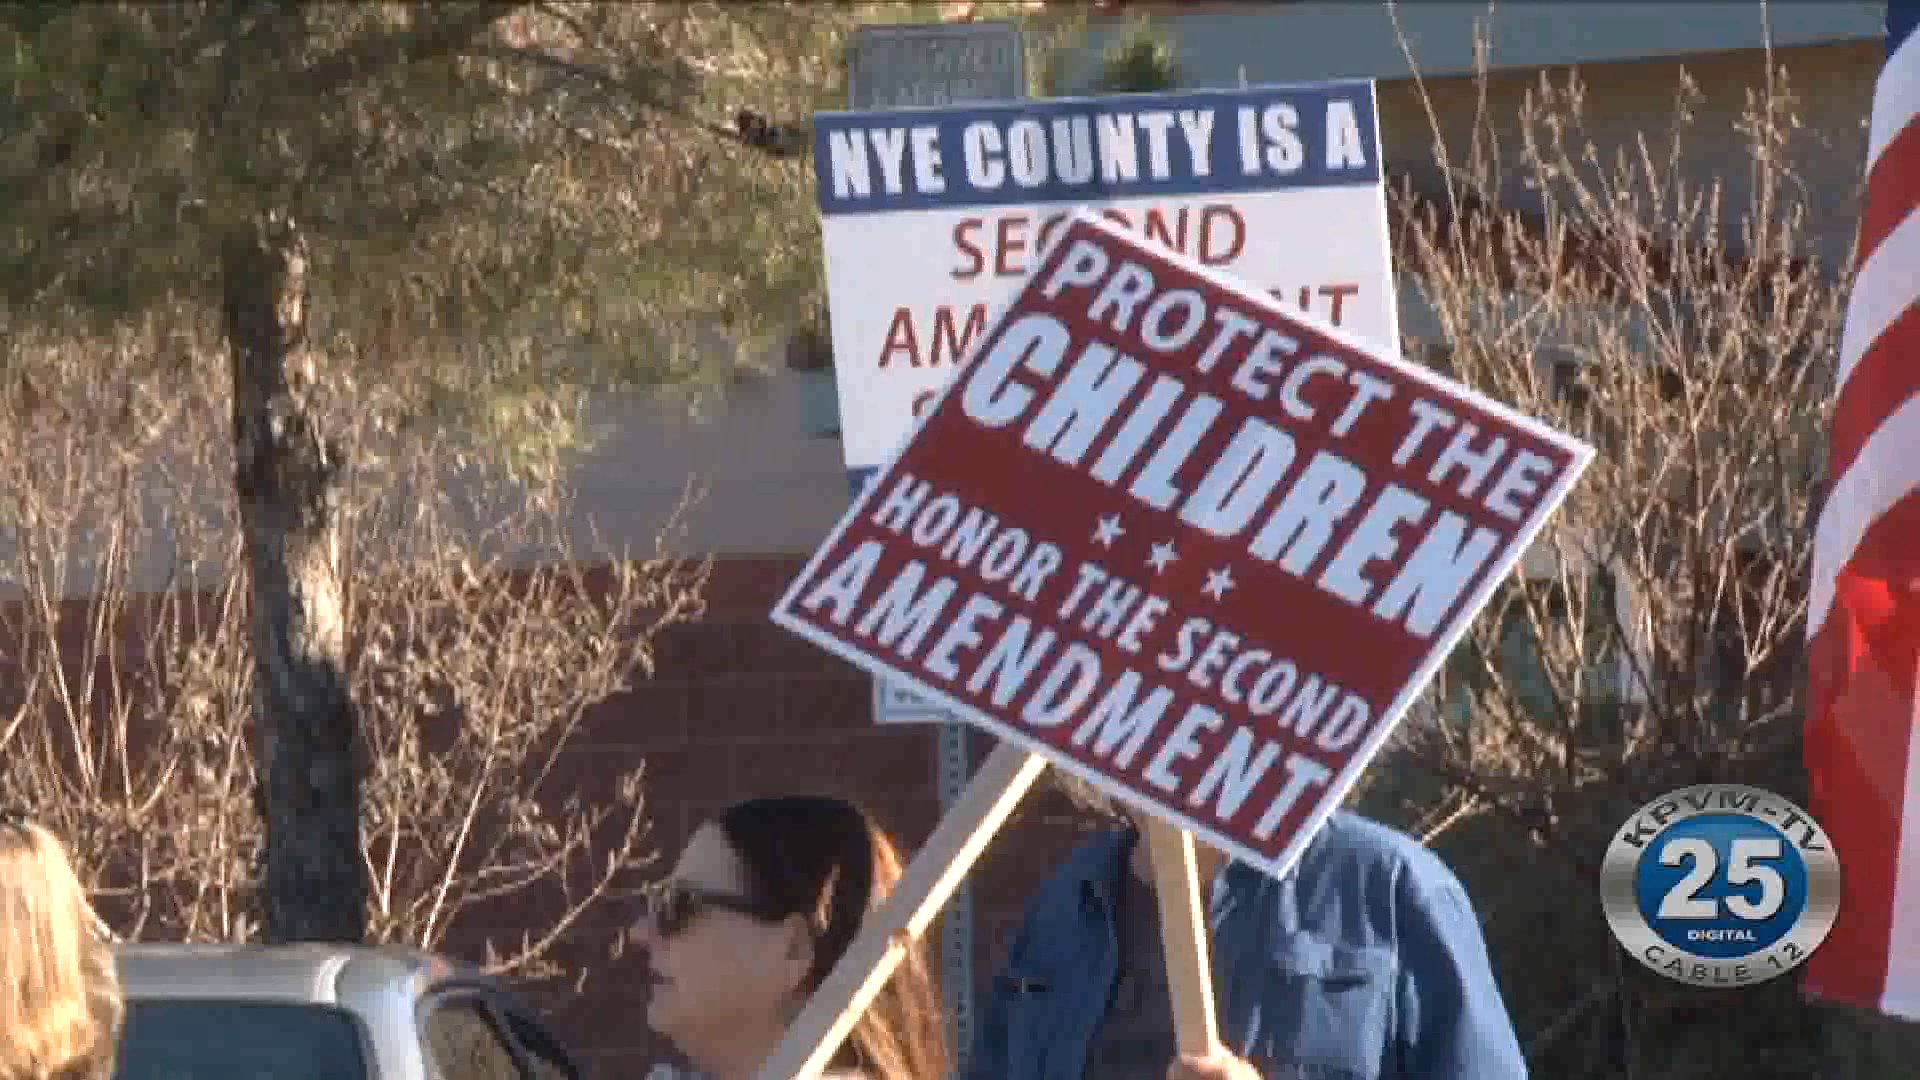 NYE COUNTY IS A
SECOND
PROTECT THE
CHILDREN
HONOR THE SECOND
AMENDMENT
KPVM-TV
25
DIGITAL
CABLE 12